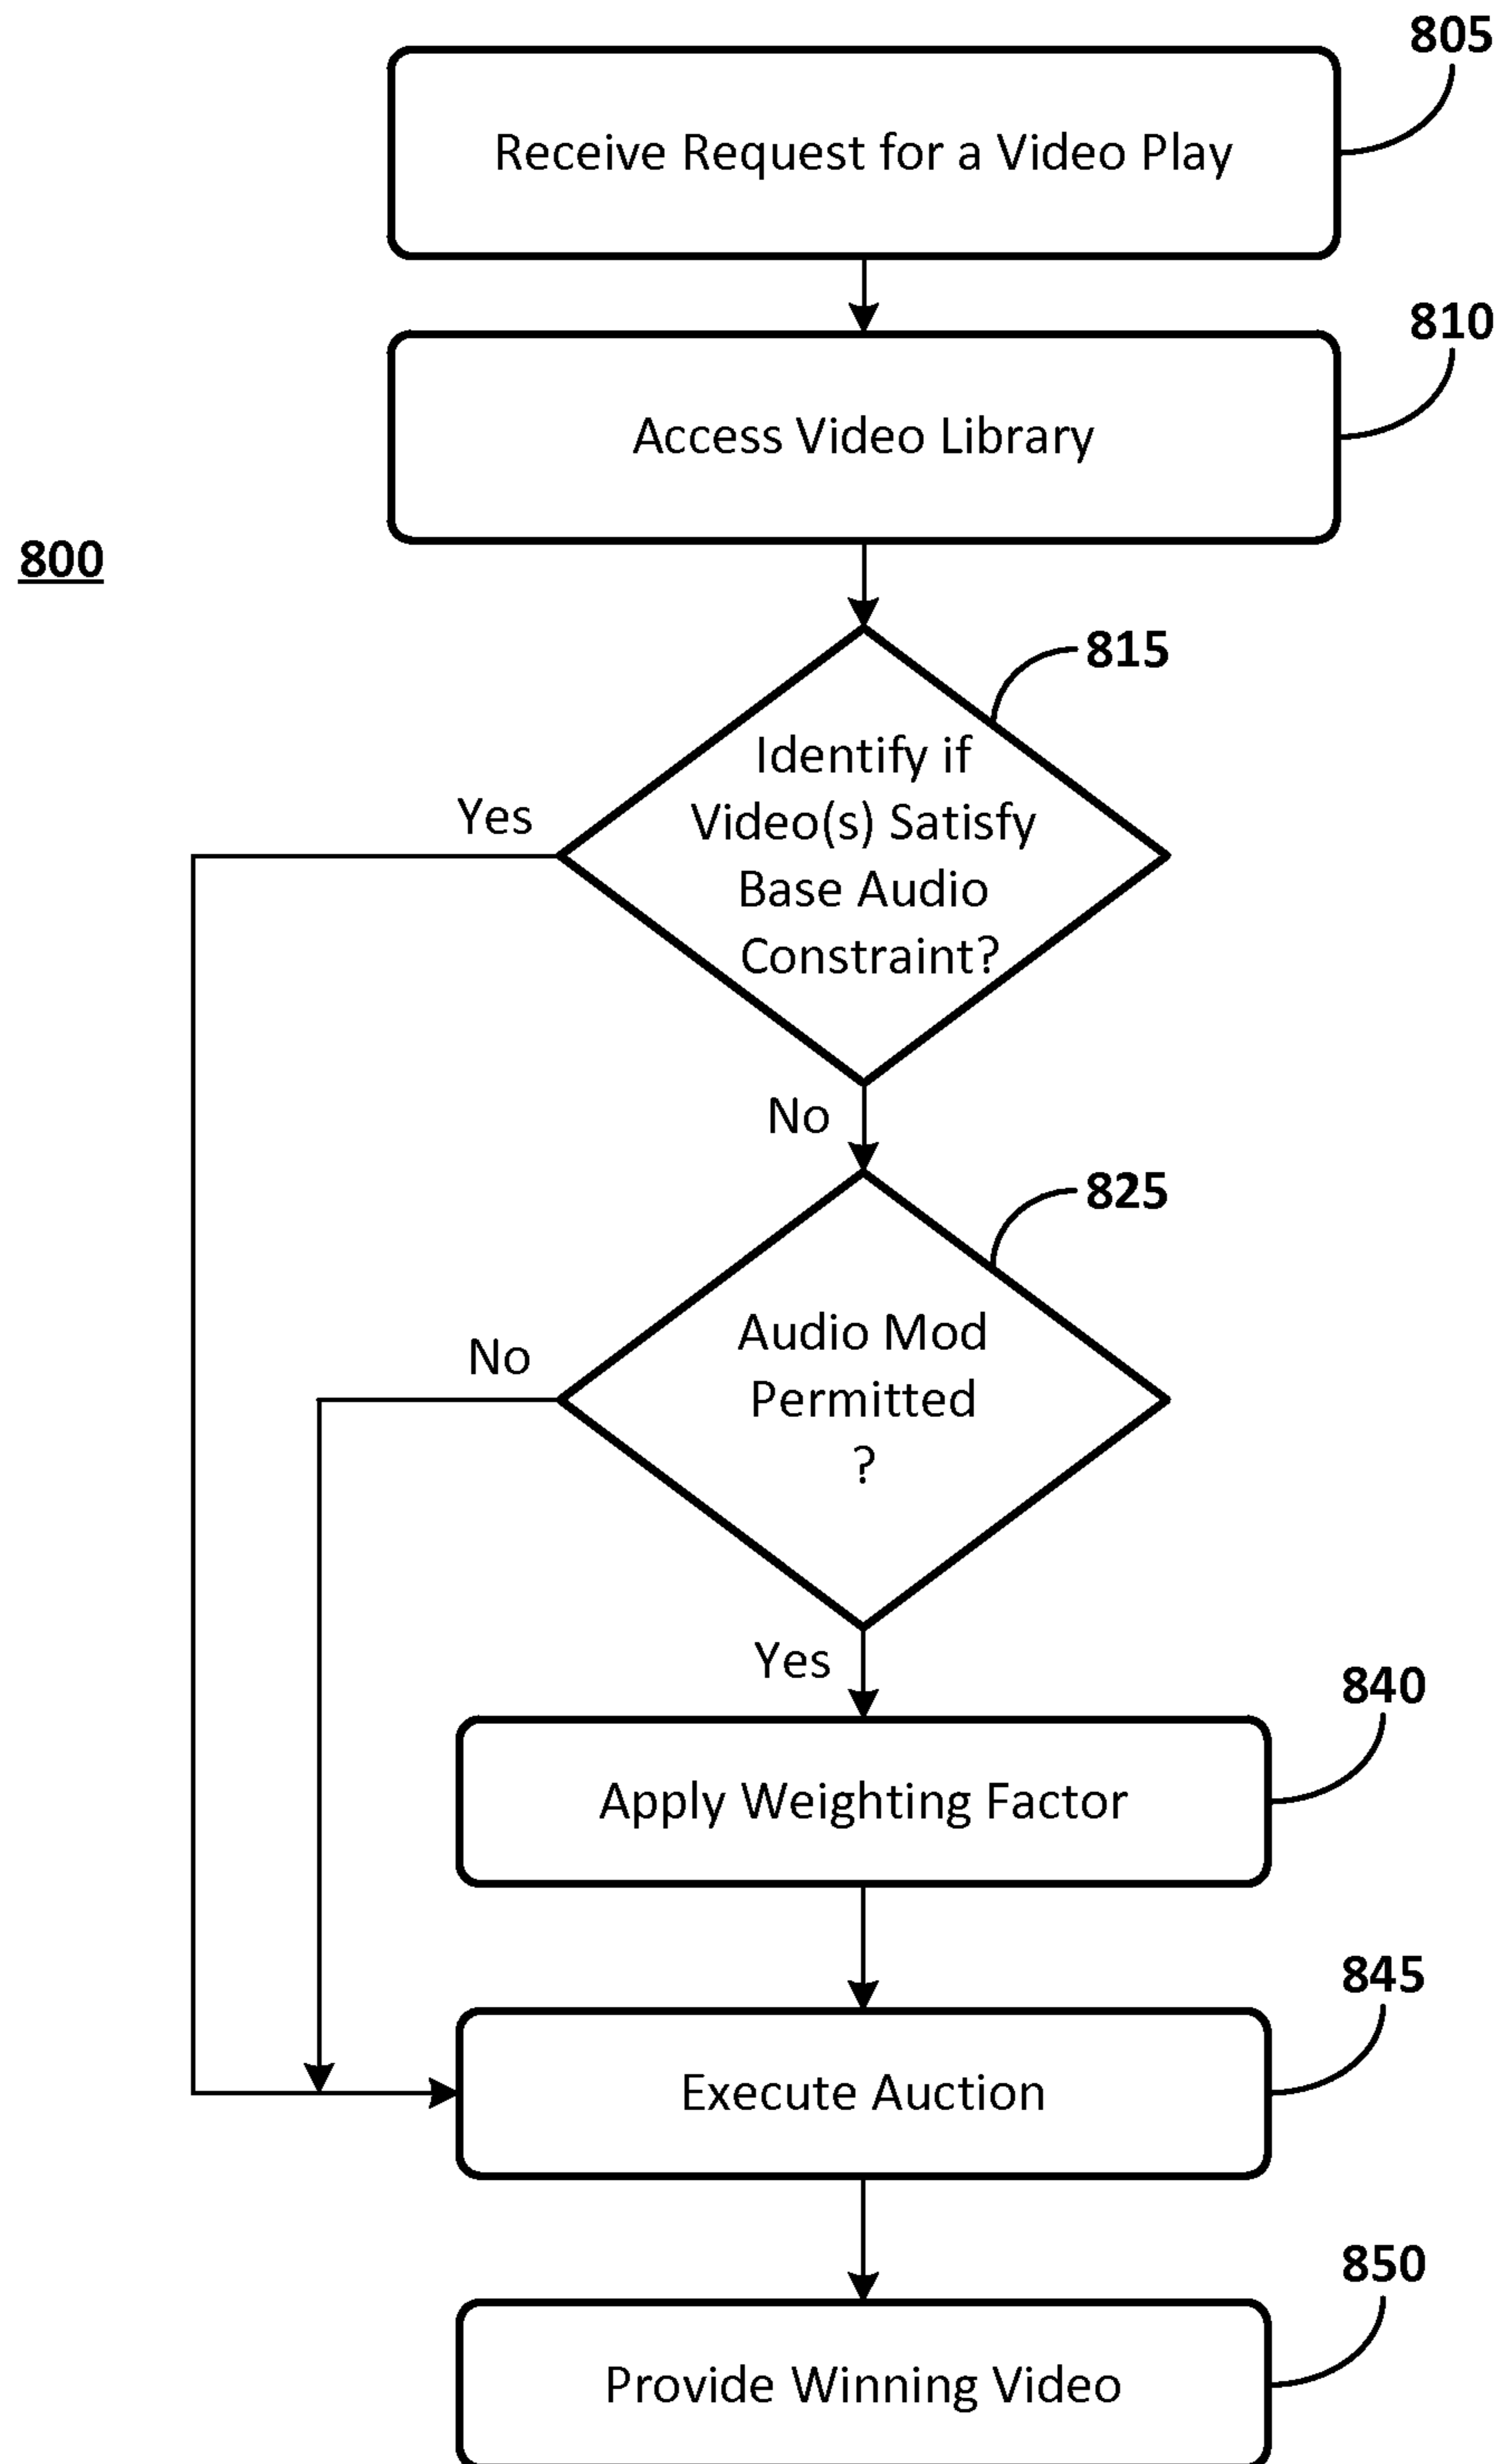 805
Receive Request for a Video Play
810
Access Video Library
800
815
Identify if
Video(s) Satisfy
Base Audio
Constraint?
Yes
No
825
Audio Mod
Permitted
?
No
Yes
840
Apply Weighting Factor
845
Execute Auction
850
Provide Winning Video